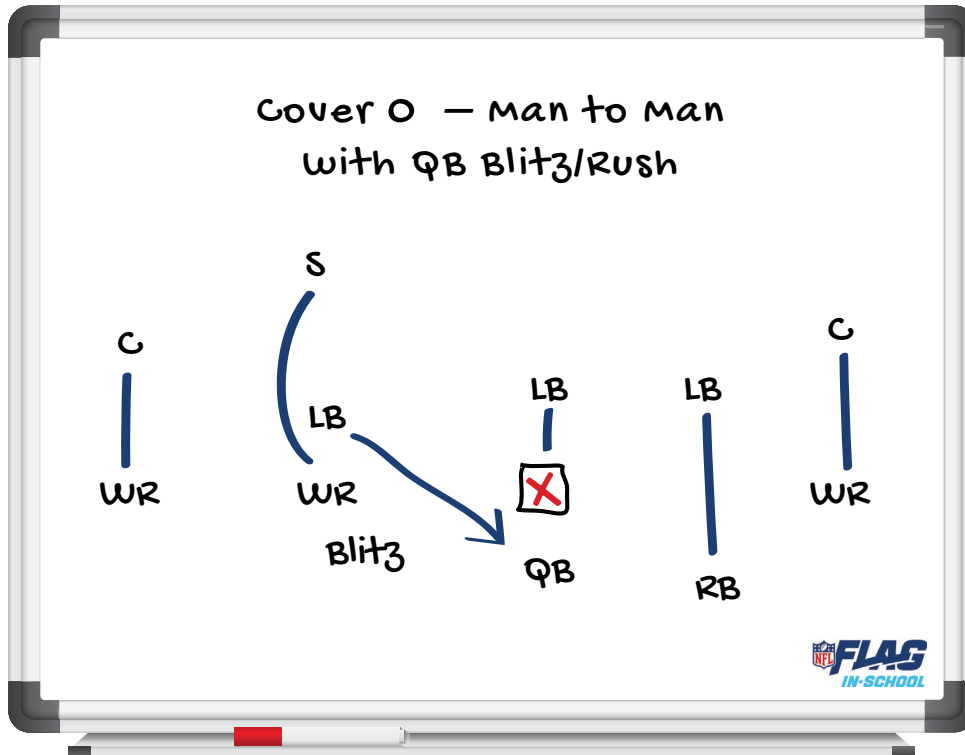 Cover 0 – Man to Man
with QB Blitz/Rush
S
C
C
LB
LB
LB
WR
WR
X
WR
Blitz
QB
RB
NFL FLAG
IN-SCHOOL